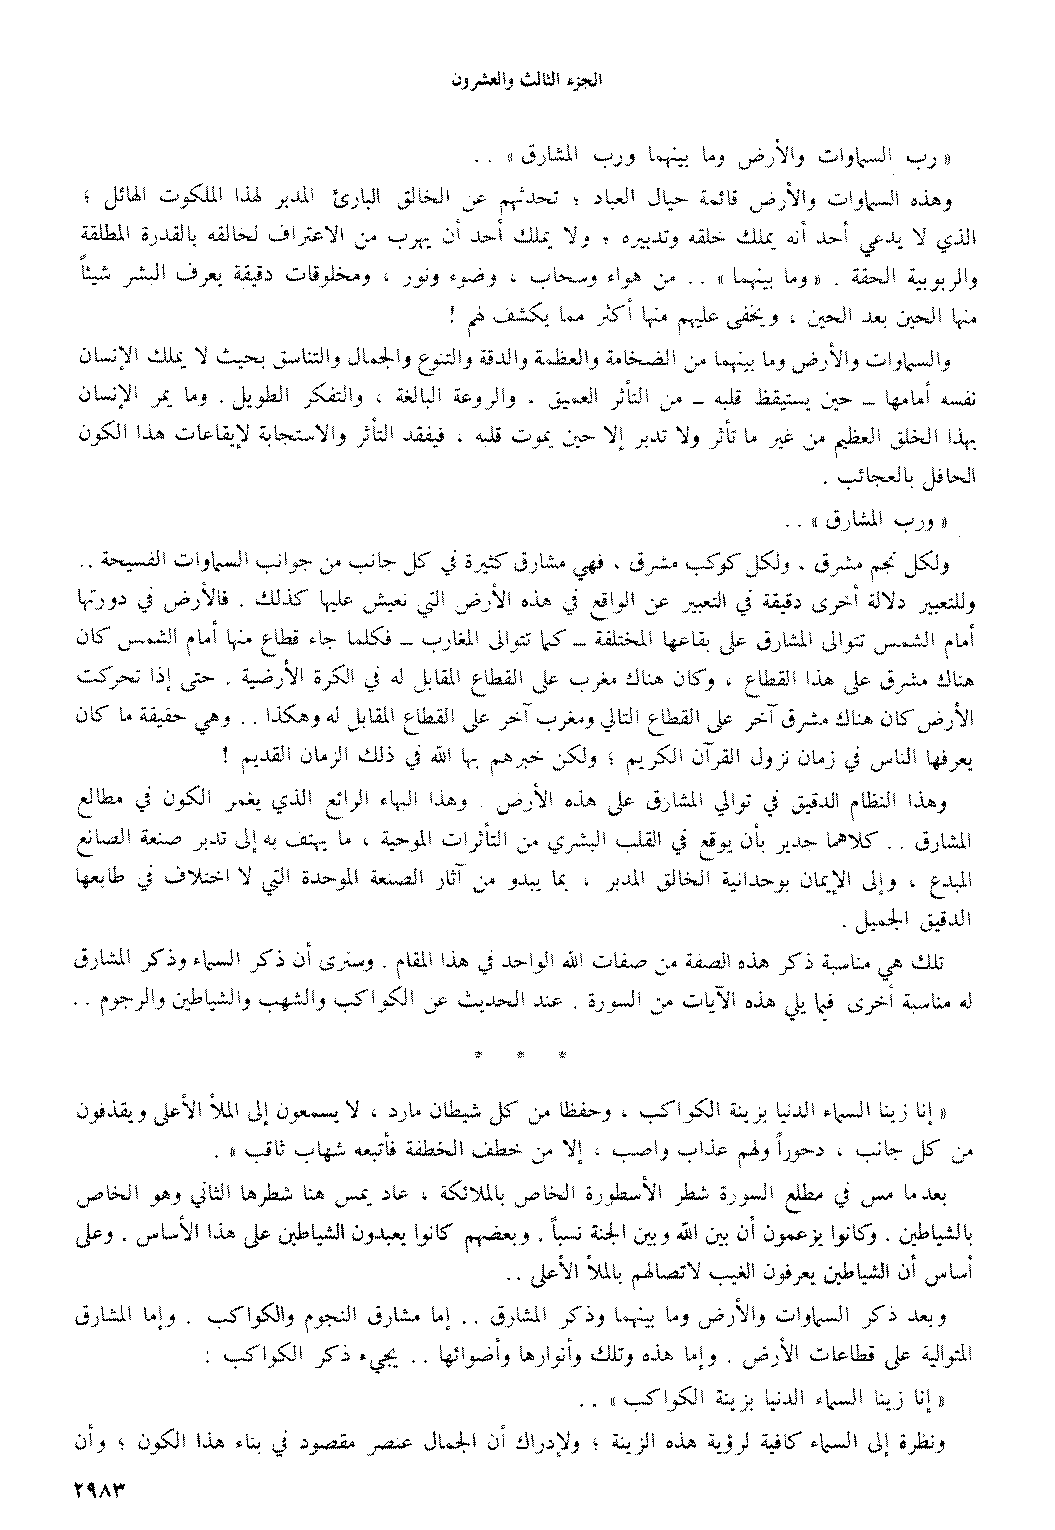 الجزء الثالث والعشرون
« رب السماوات والأرض وما بينهما ورب المشارق » . .
وهذه السماوات والأرض قائمة حيال العباد ؛ تحدثهم عن الخالق البارئ المدبر لهذا الملكوت الهائل ؛
الذي لا يدعي أحد أنه يملك خلقه وتدبيره ؛ ولا يملك أحد أن يهرب من الاعتراف لخالقه بالقدرة المطلقة
والربوبية الحقة . « وما بينهما » . . من هواء وسحاب ، وضوء ونور ، ومخلوقات دقيقة يعرف البشر شيئاً
منها الحين بعد الحين ، ويخفى عليهم منها أكثر مما يكشف لهم !
والسماوات والأرض وما بينهما من الضخامة والعظمة والدقة والتنوع والجمال والتناسق بحيث لا يملك الإنسان
نفسه أمامها ــ حين يستيقظ قلبه ــ من التأثر العميق . والروعة البالغة ، والتفكر الطويل . وما يمر الإنسان
بهذا الخلق العظيم من غير ما تأثر ولا تدبر إلا حين يموت قلبه ، فيفقد التأثر والاستجابة لإيقاعات هذا الكون
الحافل بالعجائب .
« ورب المشارق » . .
ولكل نجم مشرق ، ولكل كوكب مشرق ، فهي مشارق كثيرة في كل جانب من جوانب السماوات الفسيحة . .
وللتعبير دلالة أخرى دقيقة في التعبير عن الواقع في هذه الأرض التي نعيش عليها كذلك . فالأرض في دورتها
أمام الشمس تتوالى المشارق على بقاعها المختلفة ــ كما تتوالى المغارب ــ فكلما جاء قطاع منها أمام الشمس كان
هناك مشرق على هذا القطاع ، وكان هناك مغرب على القطاع المقابل له في الكرة الأرضية . حتى إذا تحركت
الأرض كان هناك مشرق آخر على القطاع التالي ومغرب آخر على القطاع المقابل له وهكذا . . وهي حقيقة ما كان
يعرفها الناس في زمان نزول القرآن الكريم ؛ ولكن خبرهم بها الله في ذلك الزمان القديم !
وهذا النظام الدقيق في توالي المشارق على هذه الأرض . وهذا البهاء الرائع الذي يغمر الكون في مطالع
المشارق . . كلاهما جدير بأن يوقع في القلب البشري من التأثرات الموحية ، ما يهتف به إلى تدبر صنعة الصانع
المبدع ، وإلى الإيمان بوحدانية الخالق المدبر ، بما يبدو من آثار الصنعة الموحدة التي لا اختلاف في طابعها
الدقيق الجميل .
تلك هي مناسبة ذكر هذه الصفة من صفات الله الواحد في هذا المقام . وسنرى أن ذكر السماء وذكر المشارق
له مناسبة أخرى فيما يلي هذه الآيات من السورة . عند الحديث عن الكواكب والشهب والشياطين والرجوم . .
* * *
« إنا زينا السماء الدنيا بزينة الكواكب ، وحفظا من كل شيطان مارد ، لا يسمعون إلى الملأ الأعلى ويقذفون
من كل جانب ، دحوراً ولهم عذاب واصب ، إلا من خطف الخطفة فأتبعه شهاب ثاقب » .
بعدما مس في مطلع السورة شطر الأسطورة الخاص بالملائكة ، عاد يمس هنا شطرها الثاني وهو الخاص
بالشياطين . وكانوا يزعمون أن بين الله وبين الجنة نسباً . وبعضهم كانوا يعبدون الشياطين على هذا الأساس . وعلى
أساس أن الشياطين يعرفون الغيب لاتصالهم بالملأ الأعلى . .
وبعد ذكر السماوات والأرض وما بينهما وذكر المشارق . . إما مشارق النجوم والكواكب . وإما المشارق
المتوالية على قطاعات الأرض . وإما هذه وتلك وأنوارها وأضوائها . . يجيء ذكر الكواكب :
« إنا زينا السماء الدنيا بزينة الكواكب » . .
ونظرة إلى السماء كافية لرؤية هذه الزينة ؛ ولإدراك أن الجمال عنصر مقصود في بناء هذا الكون ؛ وأن
٢٩٨٣